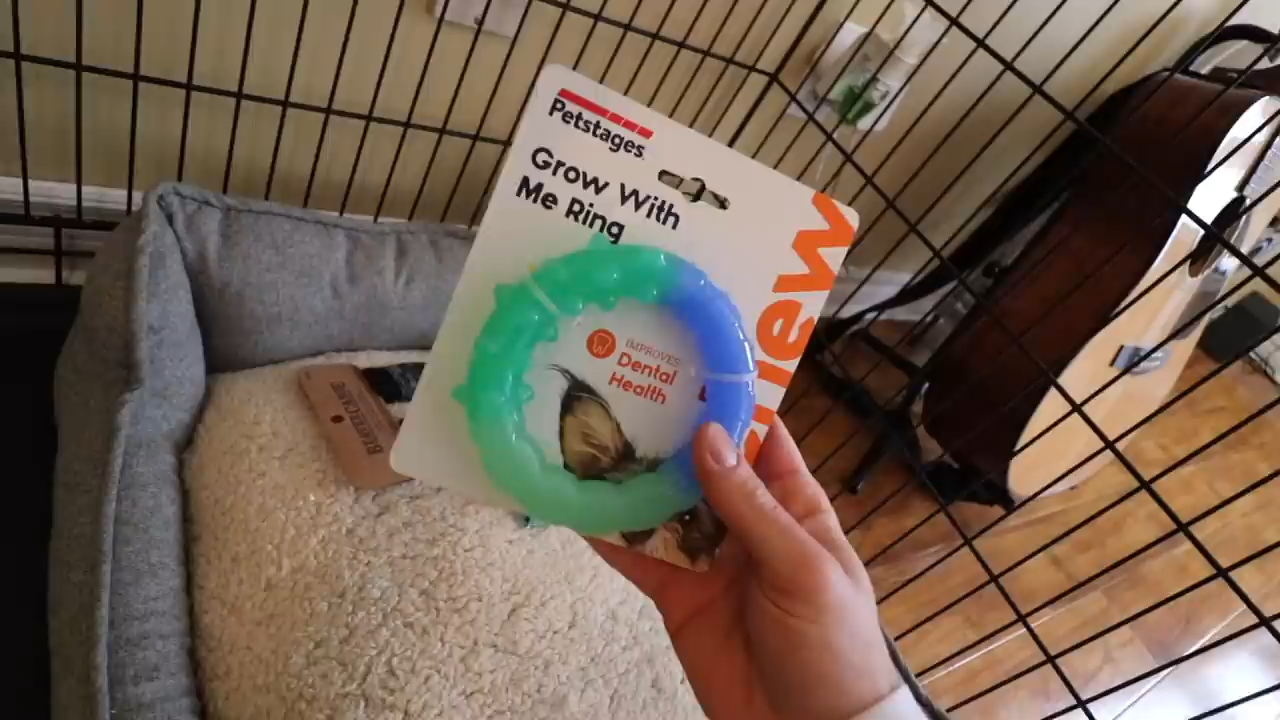 Petstages
Grow With
Me Ring
IMPROVES
Dental
Health